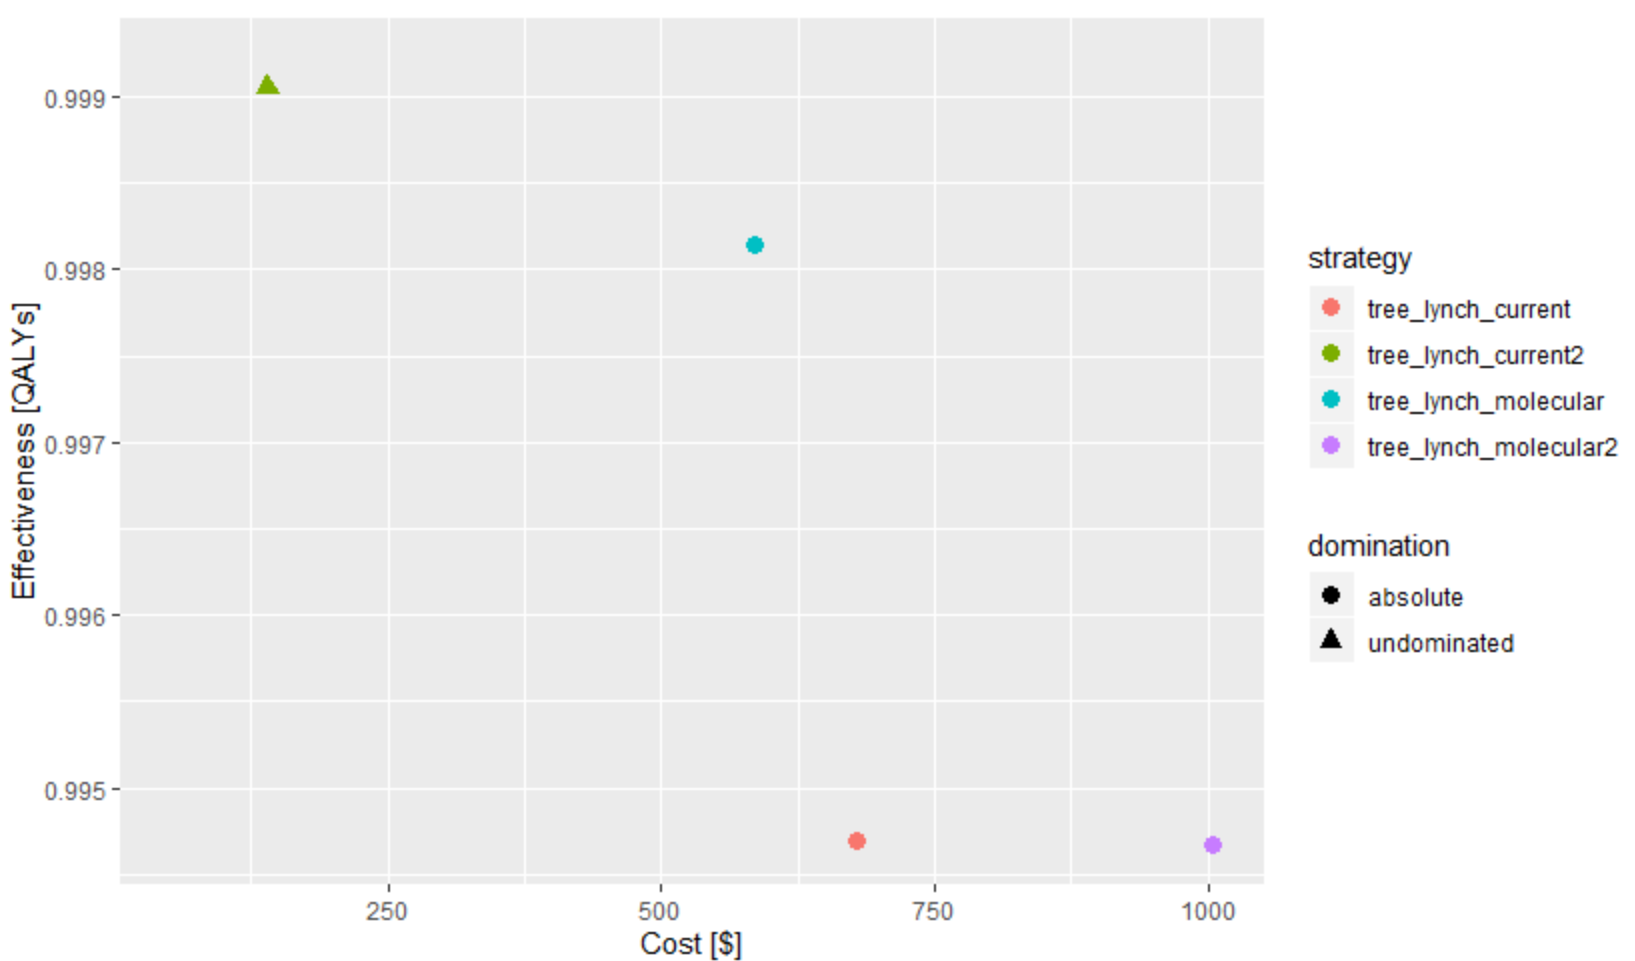 Effectiveness [QALYs]
0.999
0.998
0.997
0.996
0.995
250 500 750 1000
Cost [$]
strategy
tree_lynch_current
tree_lynch_current2
tree_lynch_molecular
tree_lynch_molecular2
domination
absolute
undominated